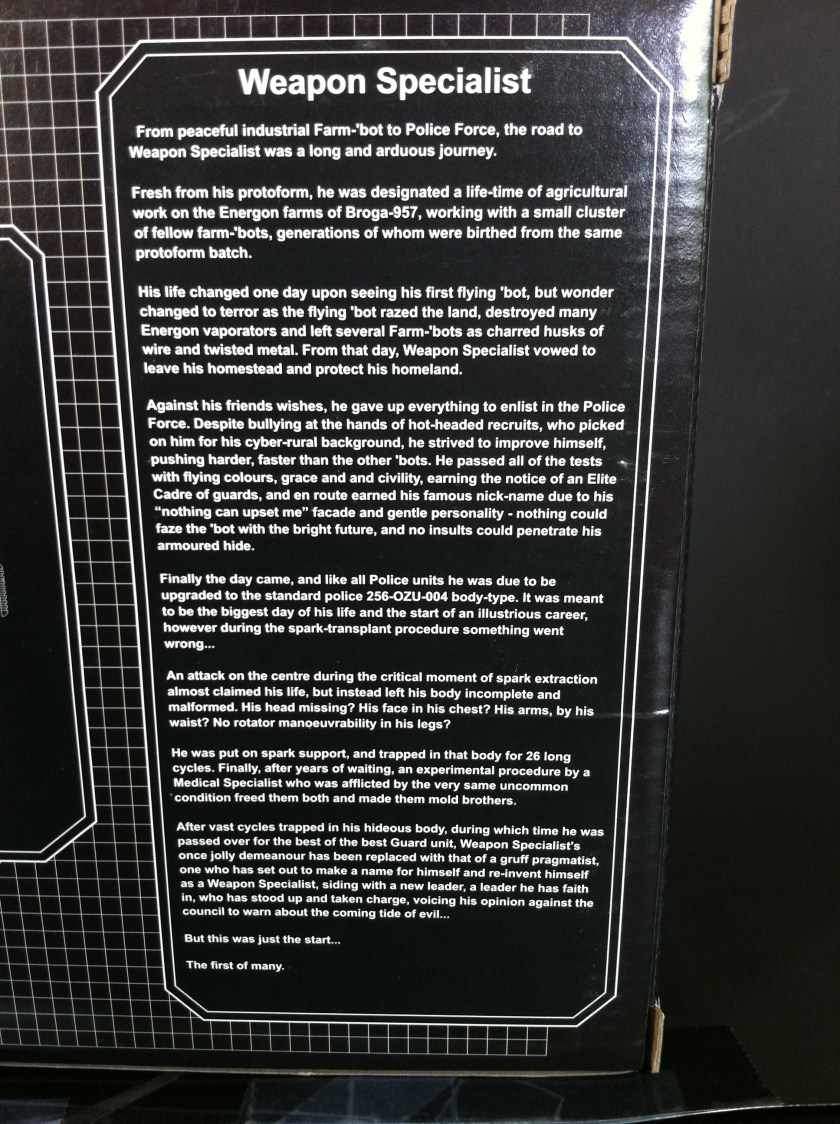 Weapon Specialist
From peaceful industrial Farm-'bot to Police Force, the road to
Weapon Specialist was a long and arduous journey.
Fresh from his protoform, he was designated a life-time of agricultural
work on the Energon farms of Broga-957, working with a small cluster
of fellow farm-'bots, generations of whom were birthed from the same
protoform batch.
His life changed one day upon seeing his first flying 'bot, but wonder
changed to terror as the flying 'bot razed the land, destroyed many
Energon vaporators and left several Farm-'bots as charred husks of
wire and twisted metal. From that day, Weapon Specialist vowed to
leave his homestead and protect his homeland.
Against his friends wishes, he gave up everything to enlist in the Police
Force. Despite bullying at the hands of hot-headed recruits, who picked
on him for his cyber-rural background, he strived to improve himself,
pushing harder, faster than the other 'bots. He passed all of the tests
with flying colours, grace and and civility, earning the notice of an Elite
Cadre of guards, and en route earned his famous nick-name due to his
“nothing can upset me” facade and gentle personality - nothing could
faze the 'bot with the bright future, and no insults could penetrate his
armoured hide.
Finally the day came, and like all Police units he was due to be
upgraded to the standard police 256-OZU-004 body-type. It was meant
to be the biggest day of his life and the start of an illustrious career,
however during the spark-transplant procedure something went
wrong...
An attack on the centre during the critical moment of spark extraction
almost claimed his life, but instead left his body incomplete and
malformed. His head missing? His face in his chest? His arms, by his
waist? No rotator manoeuvrability in his legs?
He was put on spark support, and trapped in that body for 26 long
cycles. Finally, after years of waiting, an experimental procedure by a
Medical Specialist who was afflicted by the very same uncommon
condition freed them both and made them mold brothers.
After vast cycles trapped in his hideous body, during which time he was
passed over for the best of the best Guard unit, Weapon Specialist's
once jolly demeanour has been replaced with that of a gruff pragmatist,
one who has set out to make a name for himself and re-invent himself
as a Weapon Specialist, siding with a new leader, a leader he has faith
in, who has stood up and taken charge, voicing his opinion against the
council to warn about the coming tide of evil...
But this was just the start...
The first of many.